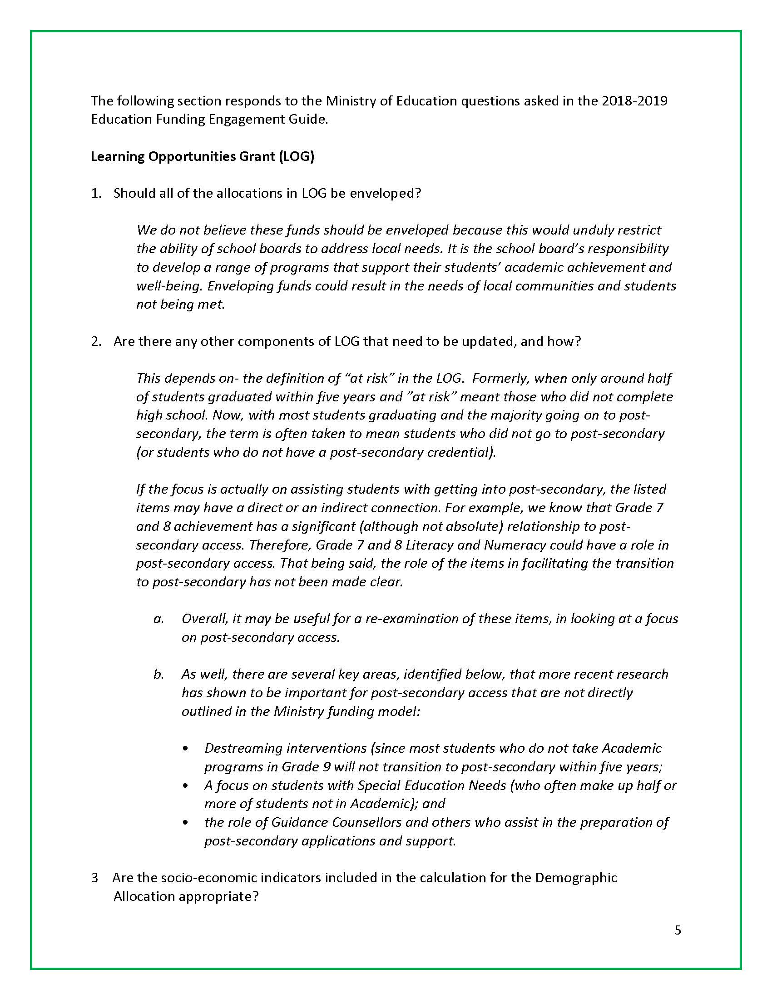 The following section responds to the Ministry of Education questions asked in the 2018-2019
Education Funding Engagement Guide.
Learning Opportunities Grant (LOG)
1. Should all of the allocations in LOG be enveloped?
We do not believe these funds should be enveloped because this would unduly restrict
the ability of school boards to address local needs. It is the school board’s responsibility
to develop a range of programs that support their students’ academic achievement and
well-being. Enveloping funds could result in the needs of local communities and students
not being met.
2. Are there any other components of LOG that need to be updated, and how?
This depends on- the definition of “at risk” in the LOG.  Formerly, when only around half
of students graduated within five years and ”at risk” meant those who did not complete
high school. Now, with most students graduating and the majority going on to post-
secondary, the term is often taken to mean students who did not go to post-secondary
(or students who do not have a post-secondary credential).
If the focus is actually on assisting students with getting into post-secondary, the listed
items may have a direct or an indirect connection. For example, we know that Grade 7
and 8 achievement has a significant (although not absolute) relationship to post-
secondary access. Therefore, Grade 7 and 8 Literacy and Numeracy could have a role in
post-secondary access. That being said, the role of the items in facilitating the transition
to post-secondary has not been made clear.
a. Overall, it may be useful for a re-examination of these items, in looking at a focus
on post-secondary access.
b. As well, there are several key areas, identified below, that more recent research
has shown to be important for post-secondary access that are not directly
outlined in the Ministry funding model:
• Destreaming interventions (since most students who do not take Academic
programs in Grade 9 will not transition to post-secondary within five years;
• A focus on students with Special Education Needs (who often make up half or
more of students not in Academic); and
• the role of Guidance Counsellors and others who assist in the preparation of
post-secondary applications and support.
3 Are the socio-economic indicators included in the calculation for the Demographic
Allocation appropriate?
5